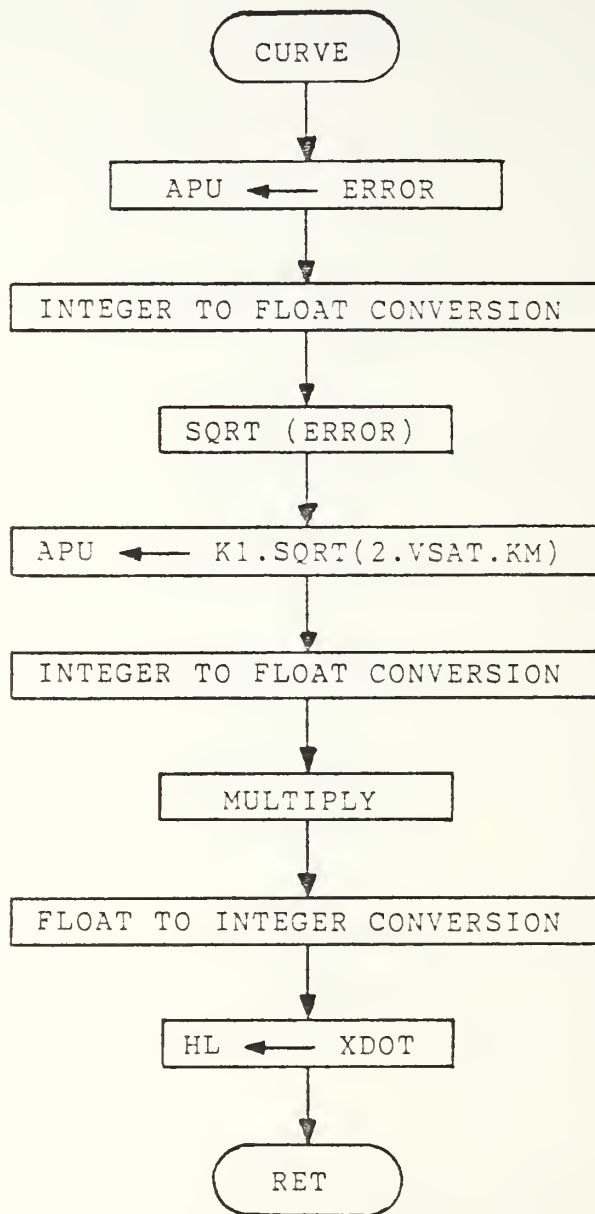 CURVE
APU ← ERROR
INTEGER TO FLOAT CONVERSION
SQRT (ERROR)
APU ← K1.SQRT(2.VSAT.KM)
INTEGER TO FLOAT CONVERSION
MULTIPLY
FLOAT TO INTEGER CONVERSION
HL ← XDOT
RET